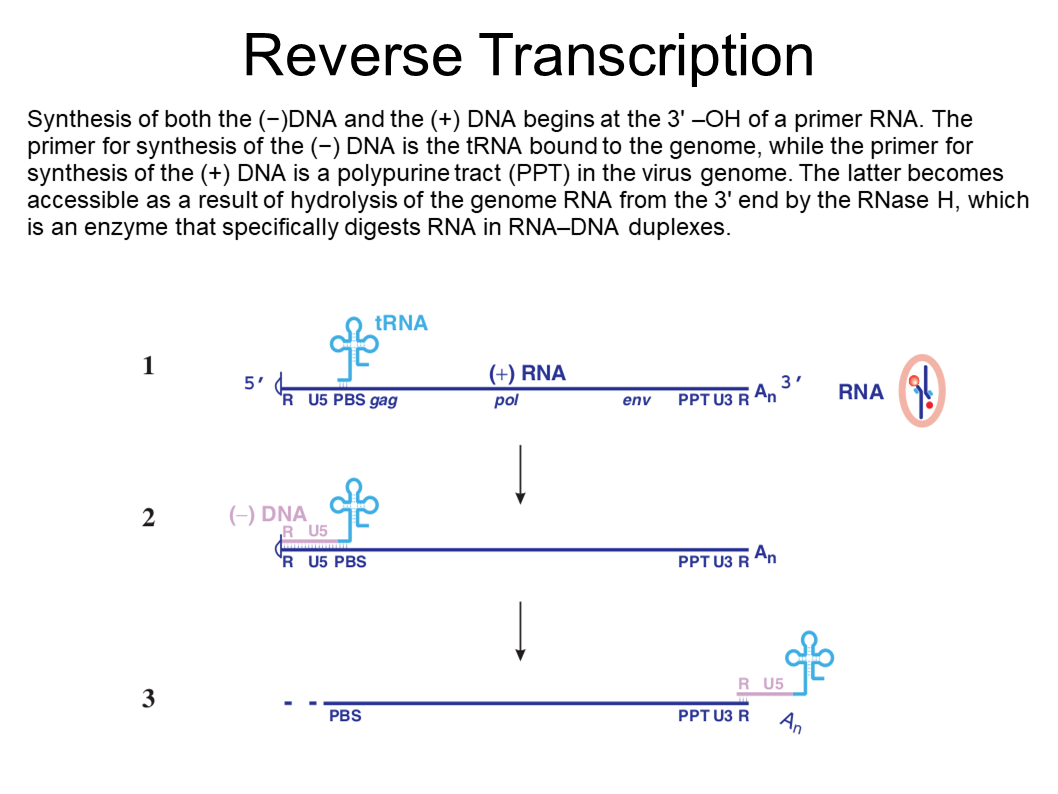 Reverse Transcription
Synthesis of both the (−)DNA and the (+) DNA begins at the 3' –OH of a primer RNA. The
primer for synthesis of the (−) DNA is the tRNA bound to the genome, while the primer for
synthesis of the (+) DNA is a polypurine tract (PPT) in the virus genome. The latter becomes
accessible as a result of hydrolysis of the genome RNA from the 3' end by the RNase H, which
is an enzyme that specifically digests RNA in RNA–DNA duplexes.
tRNA
1
5′ (+) RNA An 3′
R U5 PBS gag pol env PPT U3 R
RNA
2
(−) DNA
R U5
R U5 PBS PPT U3 R An
3
R U5
PBS PPT U3 R An